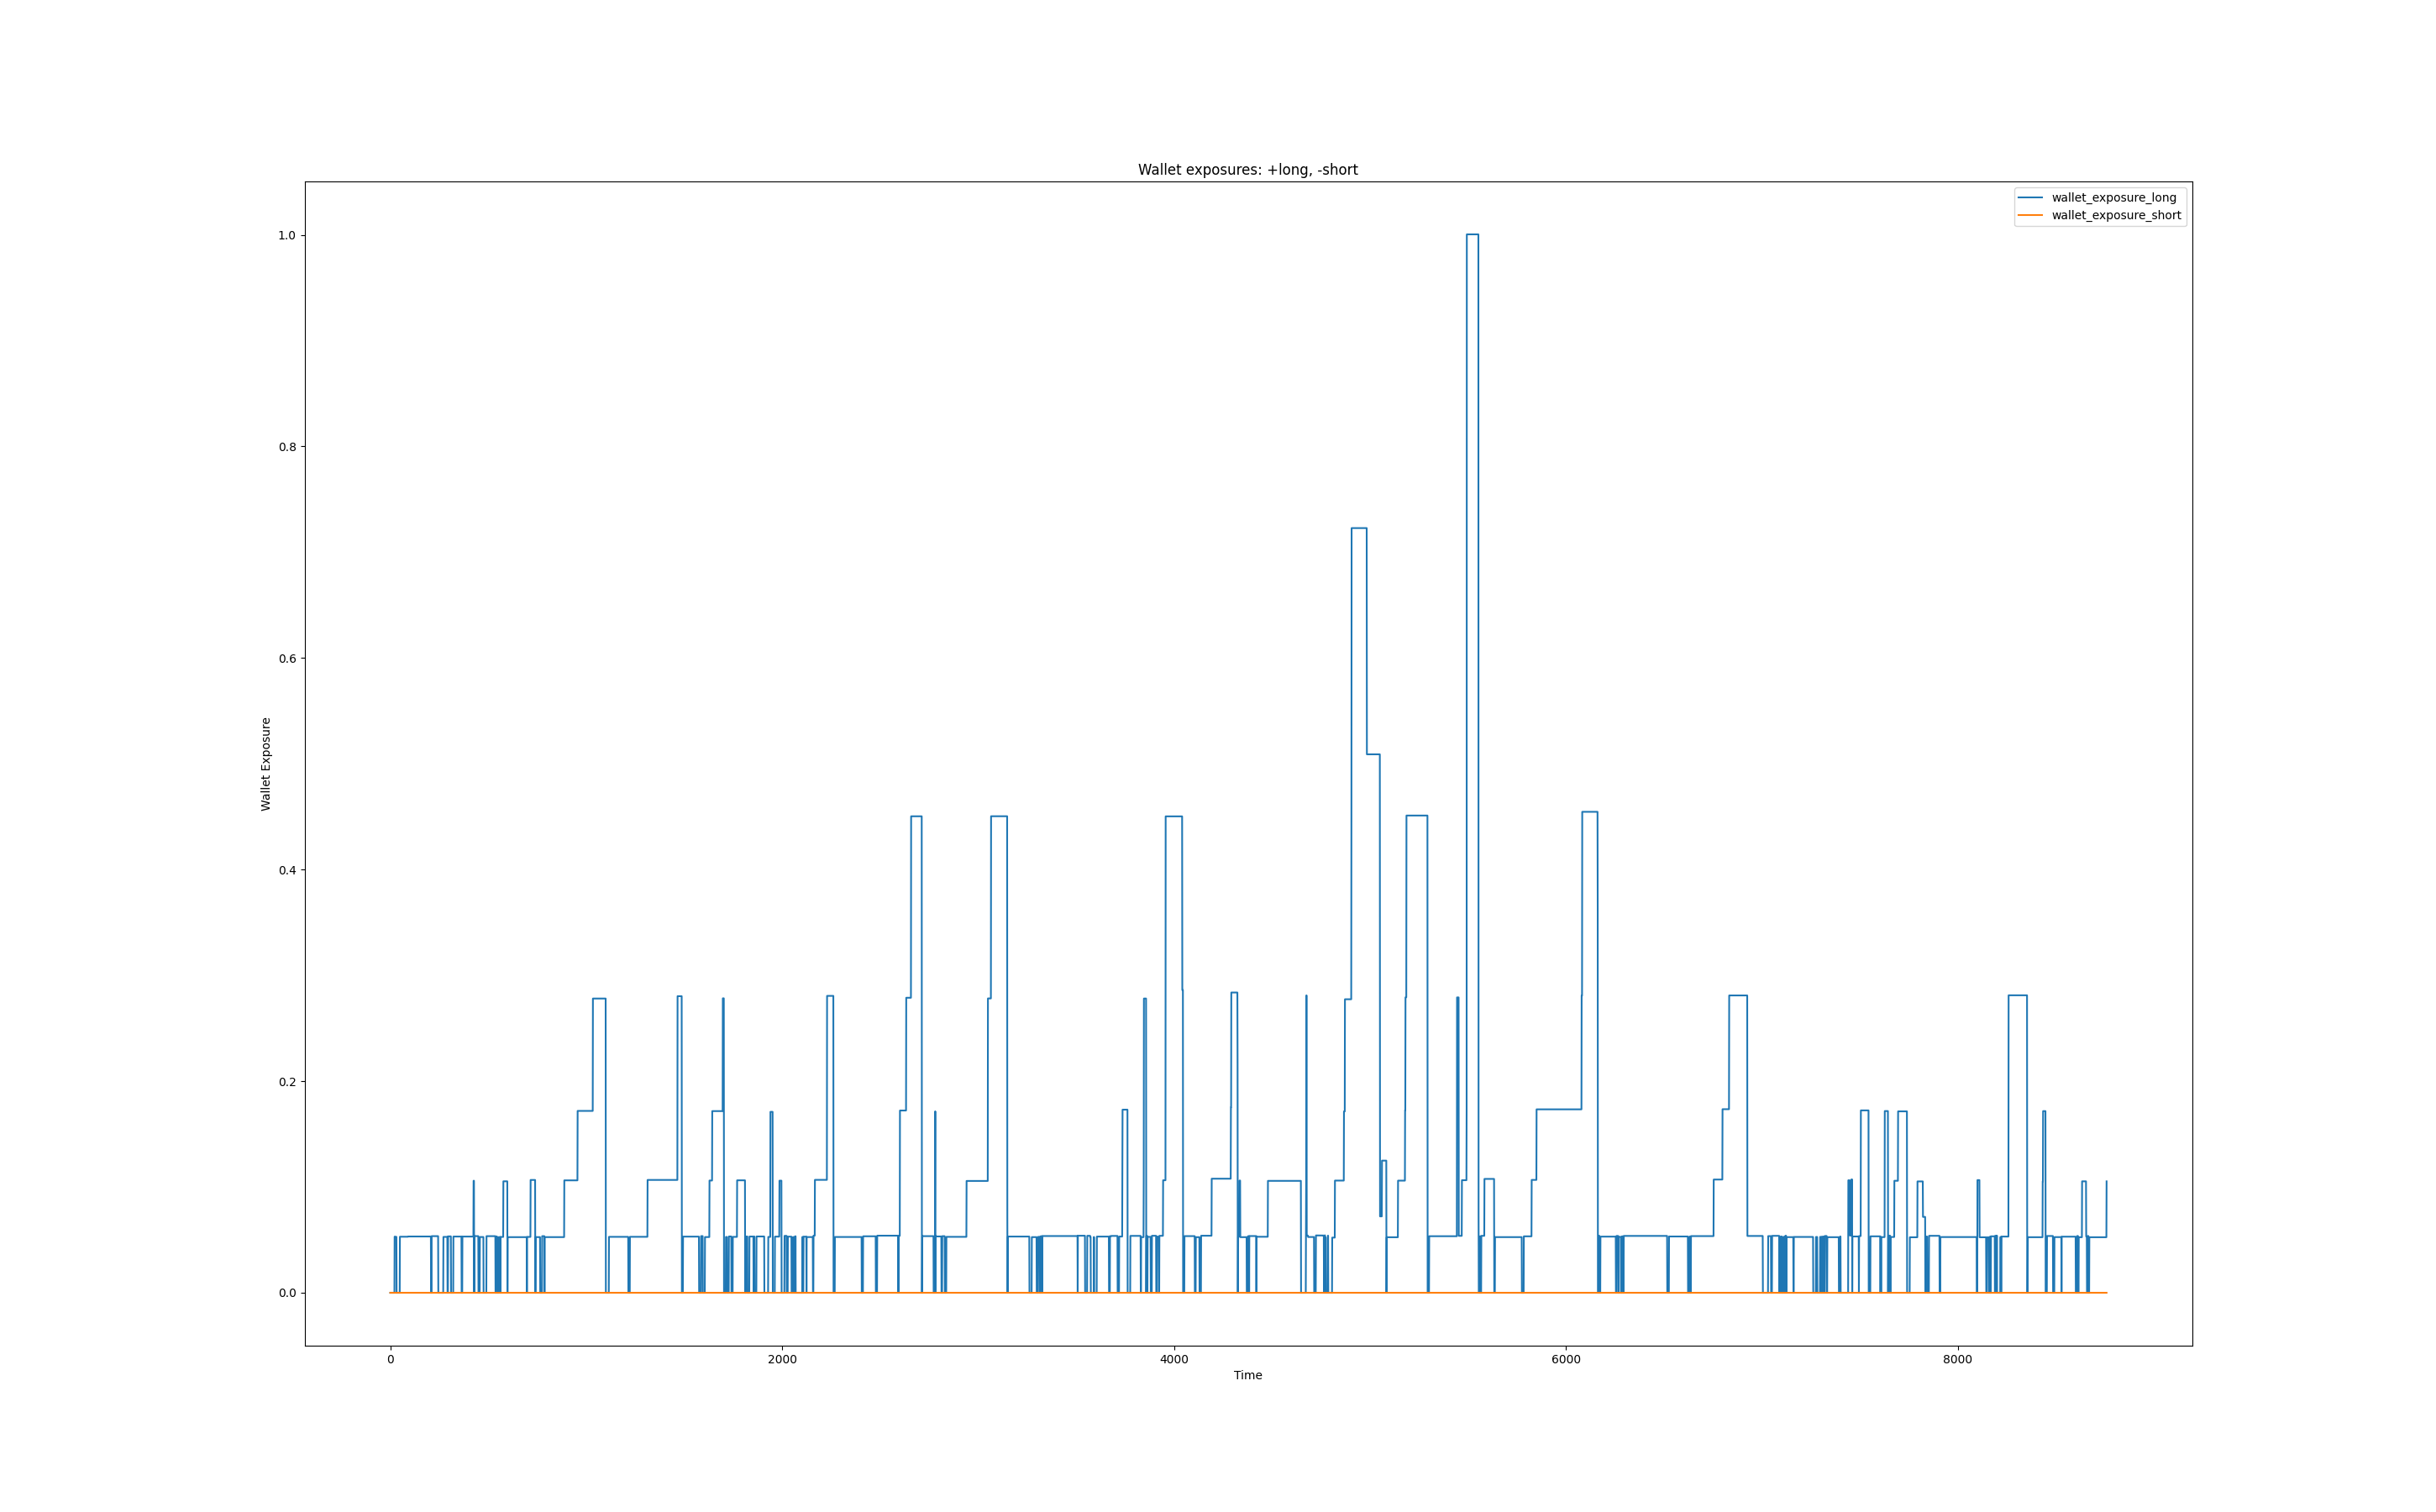 Wallet exposures: +long, -short
wallet_exposure_long
wallet_exposure_short
1.0
0.8
0.6
0.4
0.2
0.0
Wallet Exposure
0 2000 4000 6000 8000
Time